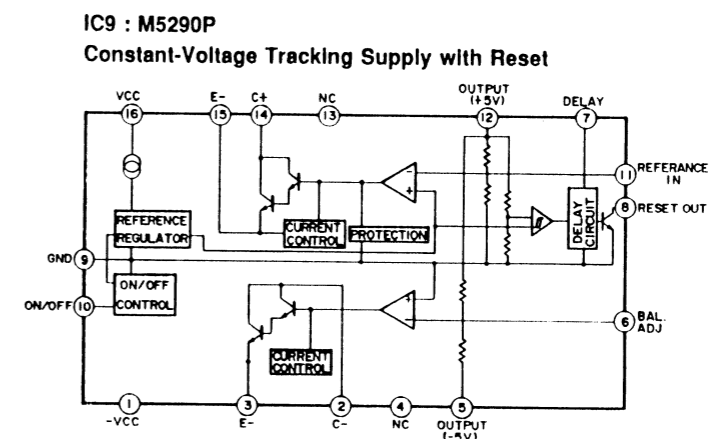 IC9 : M5290P
Constant-Voltage Tracking Supply with Reset
VCC
16
E-
15
C+
14
NC
13
OUTPUT
(+5V)
12
DELAY
7
11
REFERANCE
IN
8
RESET OUT
REFERENCE
REGULATOR
CURRENT
CONTROL
PROTECTION
DELAY
CIRCUIT
GND
9
ON/OFF
10
ON/OFF
CONTROL
CURRENT
CONTROL
6
BAL.
ADJ
1
-VCC
3
E-
2
C-
4
NC
5
OUTPUT
(-5V)